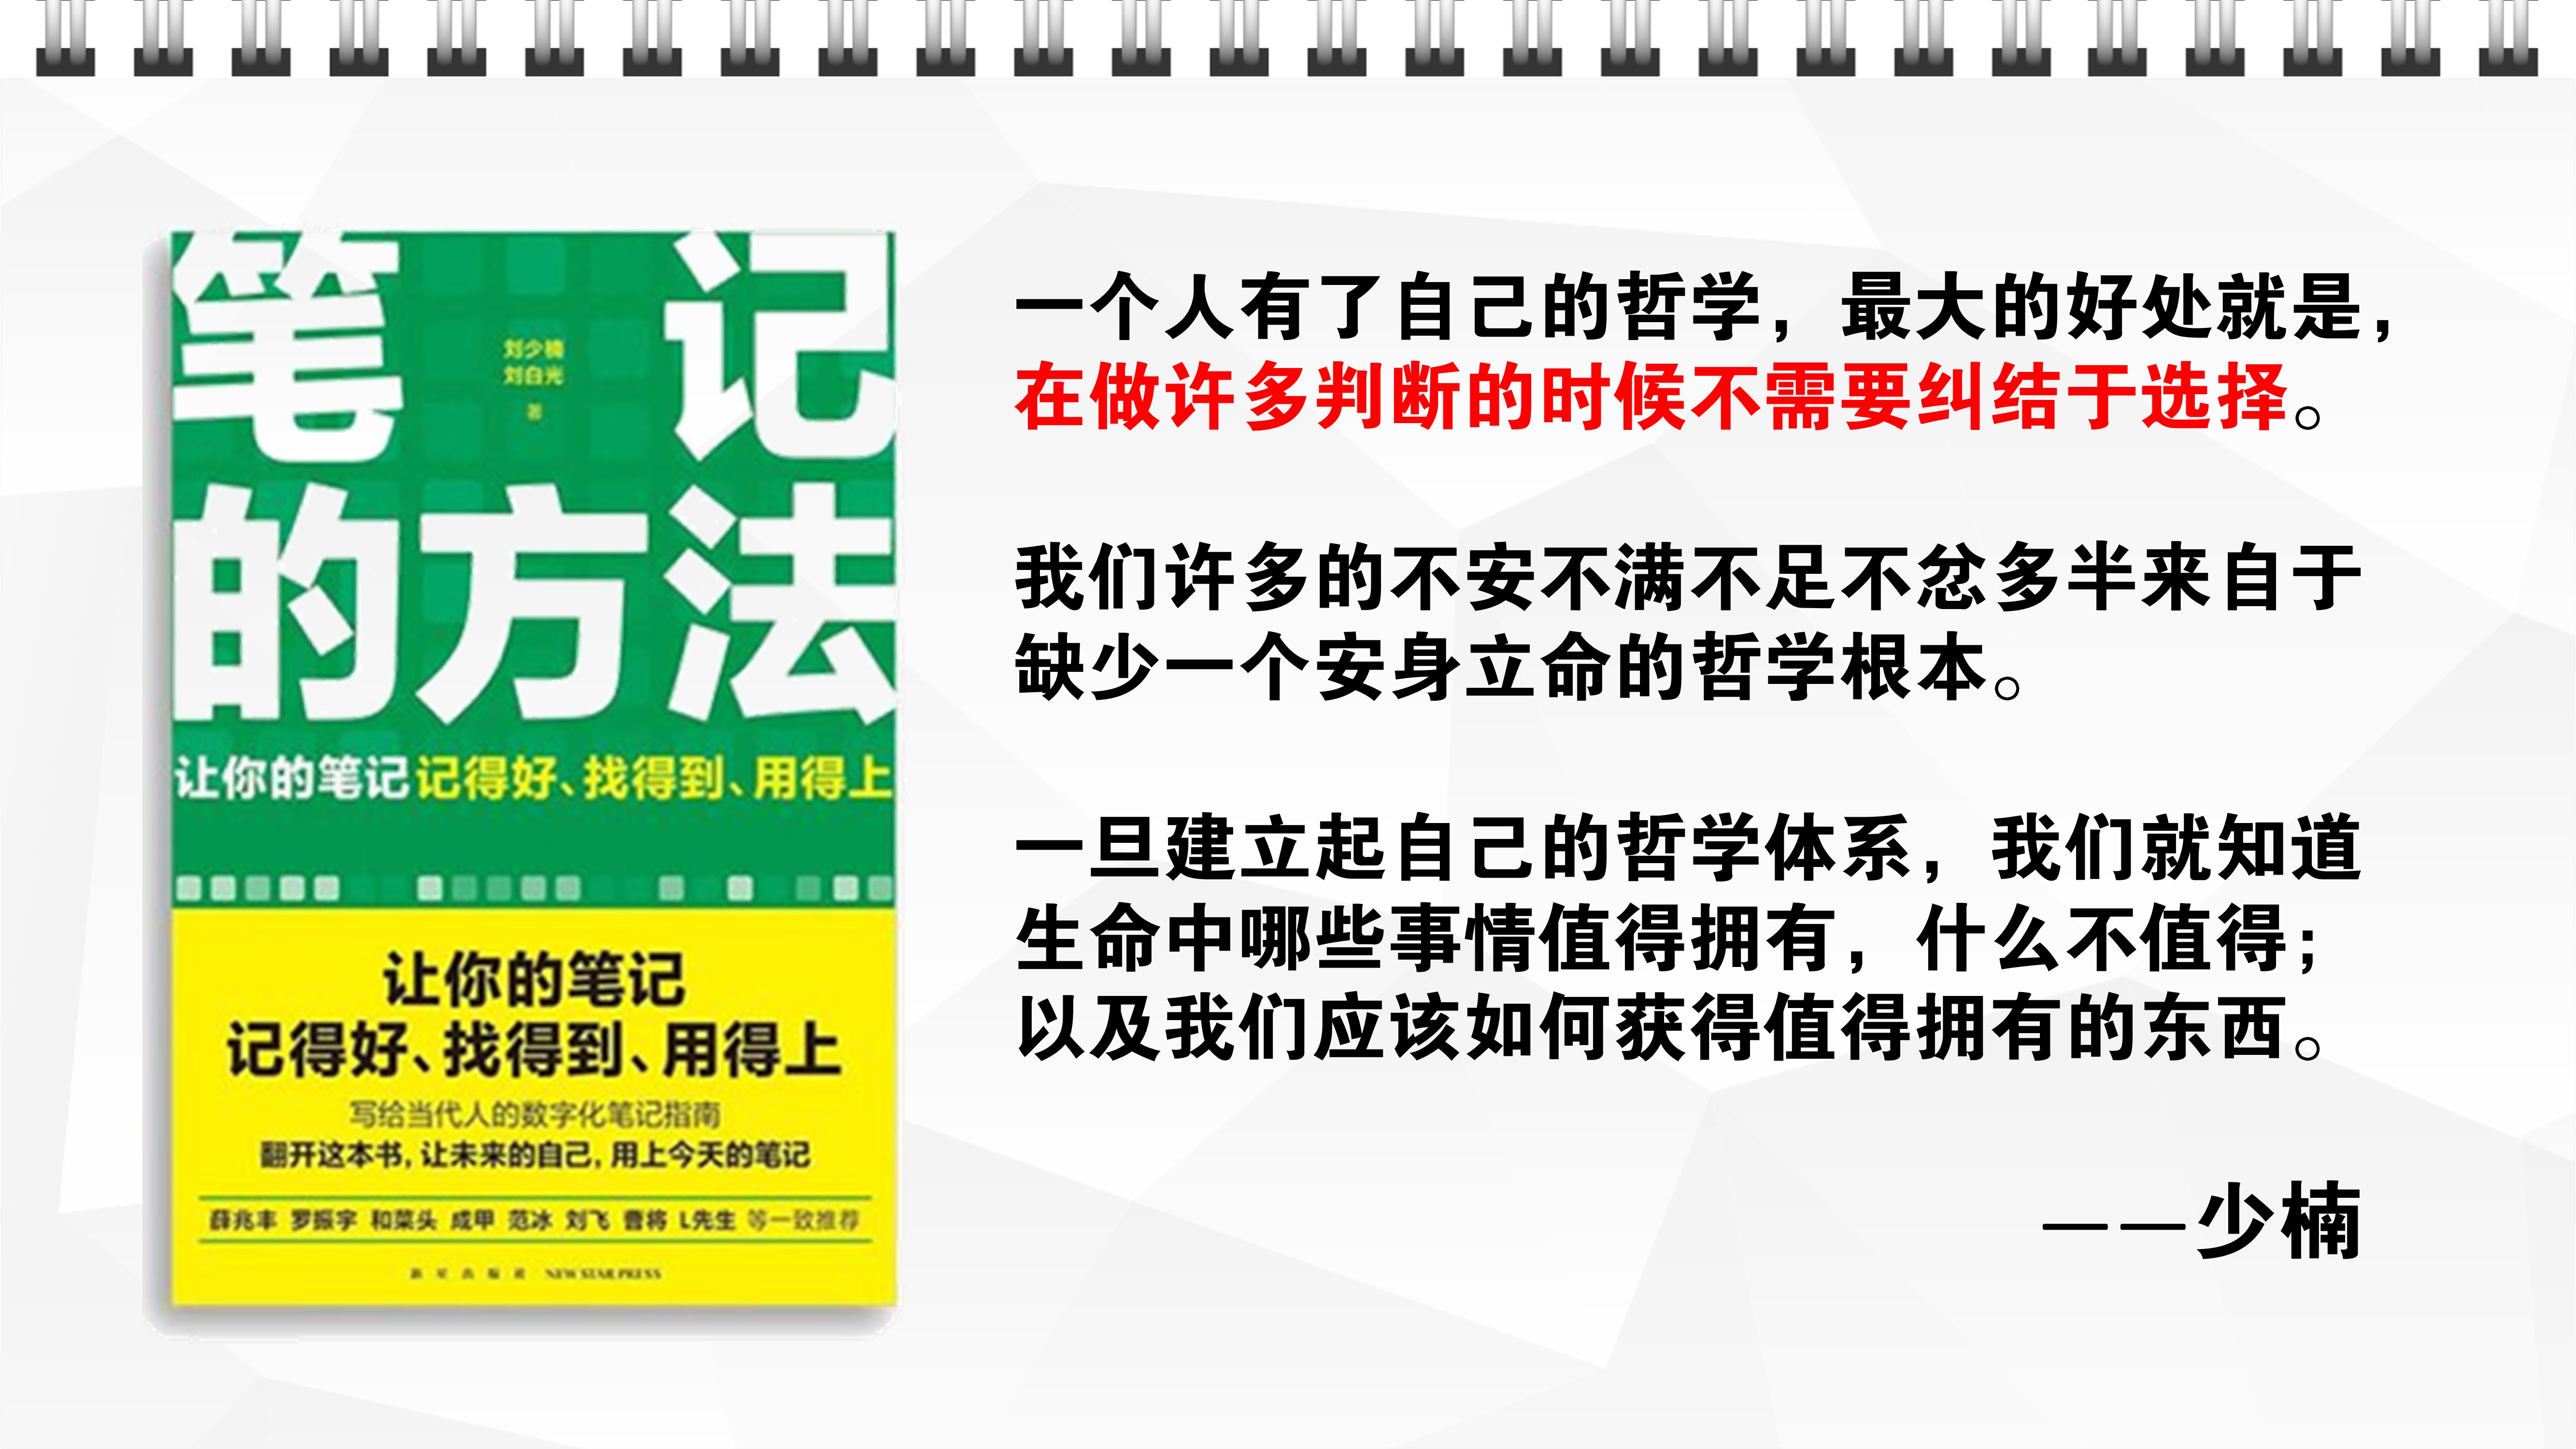 笔记
的方法
刘少楠
刘白光
著
让你的笔记记得好、找得到、用得上
让你的笔记
记得好、找得到、用得上
写给当代人的数字化笔记指南
翻开这本书，让未来的自己，用上今天的笔记
薛兆丰 罗振宇 和菜头 成甲 范冰 刘飞 曹将 L先生 等一致推荐
新星出版社 NEW STAR PRESS
一个人有了自己的哲学，最大的好处就是，
在做许多判断的时候不需要纠结于选择。
我们许多的不安不满不足不忿多半来自于
缺少一个安身立命的哲学根本。
一旦建立起自己的哲学体系，我们就知道
生命中哪些事情值得拥有，什么不值得；
以及我们应该如何获得值得拥有的东西。
——少楠